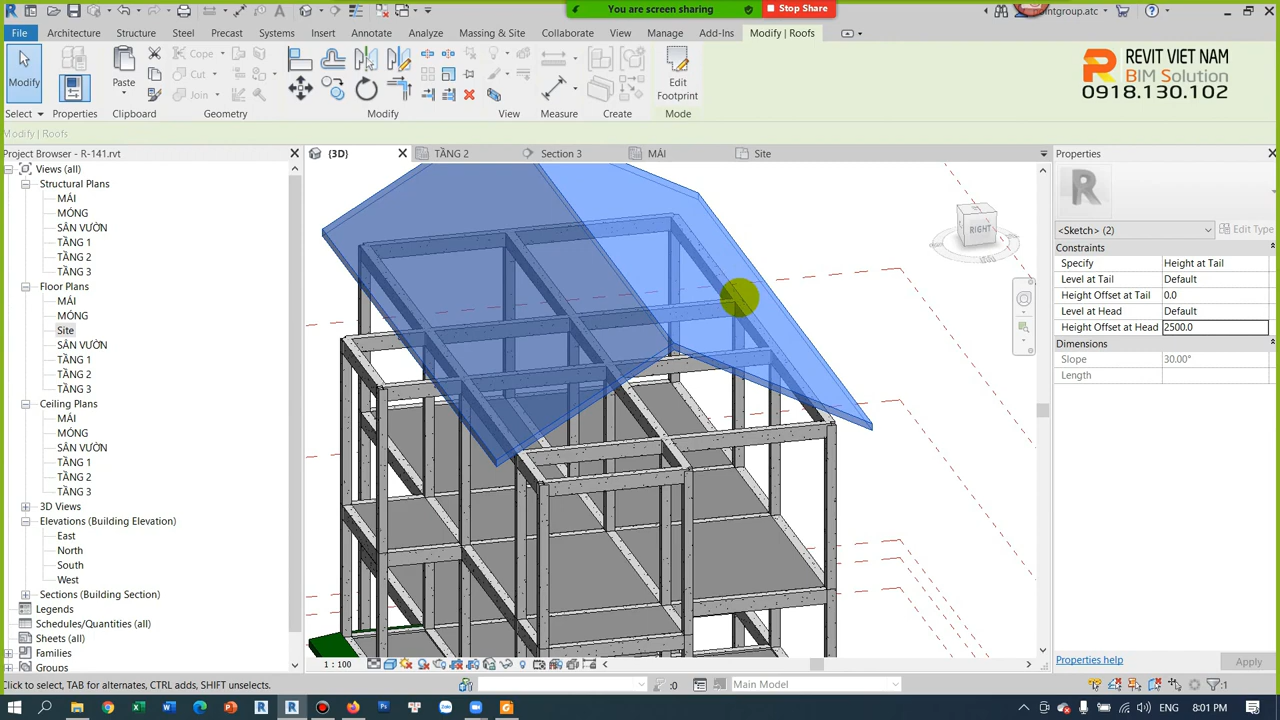 You are screen sharing
Stop Share
pointgroup.atc
File
Architecture
Structure
Steel
Precast
Systems
Insert
Annotate
Analyze
Massing & Site
Collaborate
View
Manage
Add-Ins
Modify | Roofs
REVIT VIET NAM
BIM Solution
0918.130.102
Modify
Paste
Cope
Cut
Join
Edit
Footprint
Select
Properties
Clipboard
Geometry
Modify
View
Measure
Create
Mode
Modify | Roofs
Project Browser - R-141.rvt
(3D)
TẦNG 2
Section 3
MÁI
Site
Properties
Views (all)
Structural Plans
MÁI
MÓNG
SÂN VƯỜN
TẦNG 1
TẦNG 2
TẦNG 3
Floor Plans
MÁI
MÓNG
Site
SÂN VƯỜN
TẦNG 1
TẦNG 2
TẦNG 3
Ceiling Plans
MÁI
MÓNG
SÂN VƯỜN
TẦNG 1
TẦNG 2
TẦNG 3
3D Views
Elevations (Building Elevation)
East
North
South
West
Sections (Building Section)
Legends
Schedules/Quantities (all)
Sheets (all)
Families
Groups
RIGHT
R
<Sketch> (2)
Edit Type
Constraints
Specify Height at Tail
Level at Tail Default
Height Offset at Tail 0.0
Level at Head Default
Height Offset at Head 2500.0
Dimensions
Slope 30.00°
Length
Properties help
Apply
1 : 100
Click to select, TAB for alternates, CTRL adds, SHIFT unselects.
:0
Main Model
:1
ENG
8:01 PM